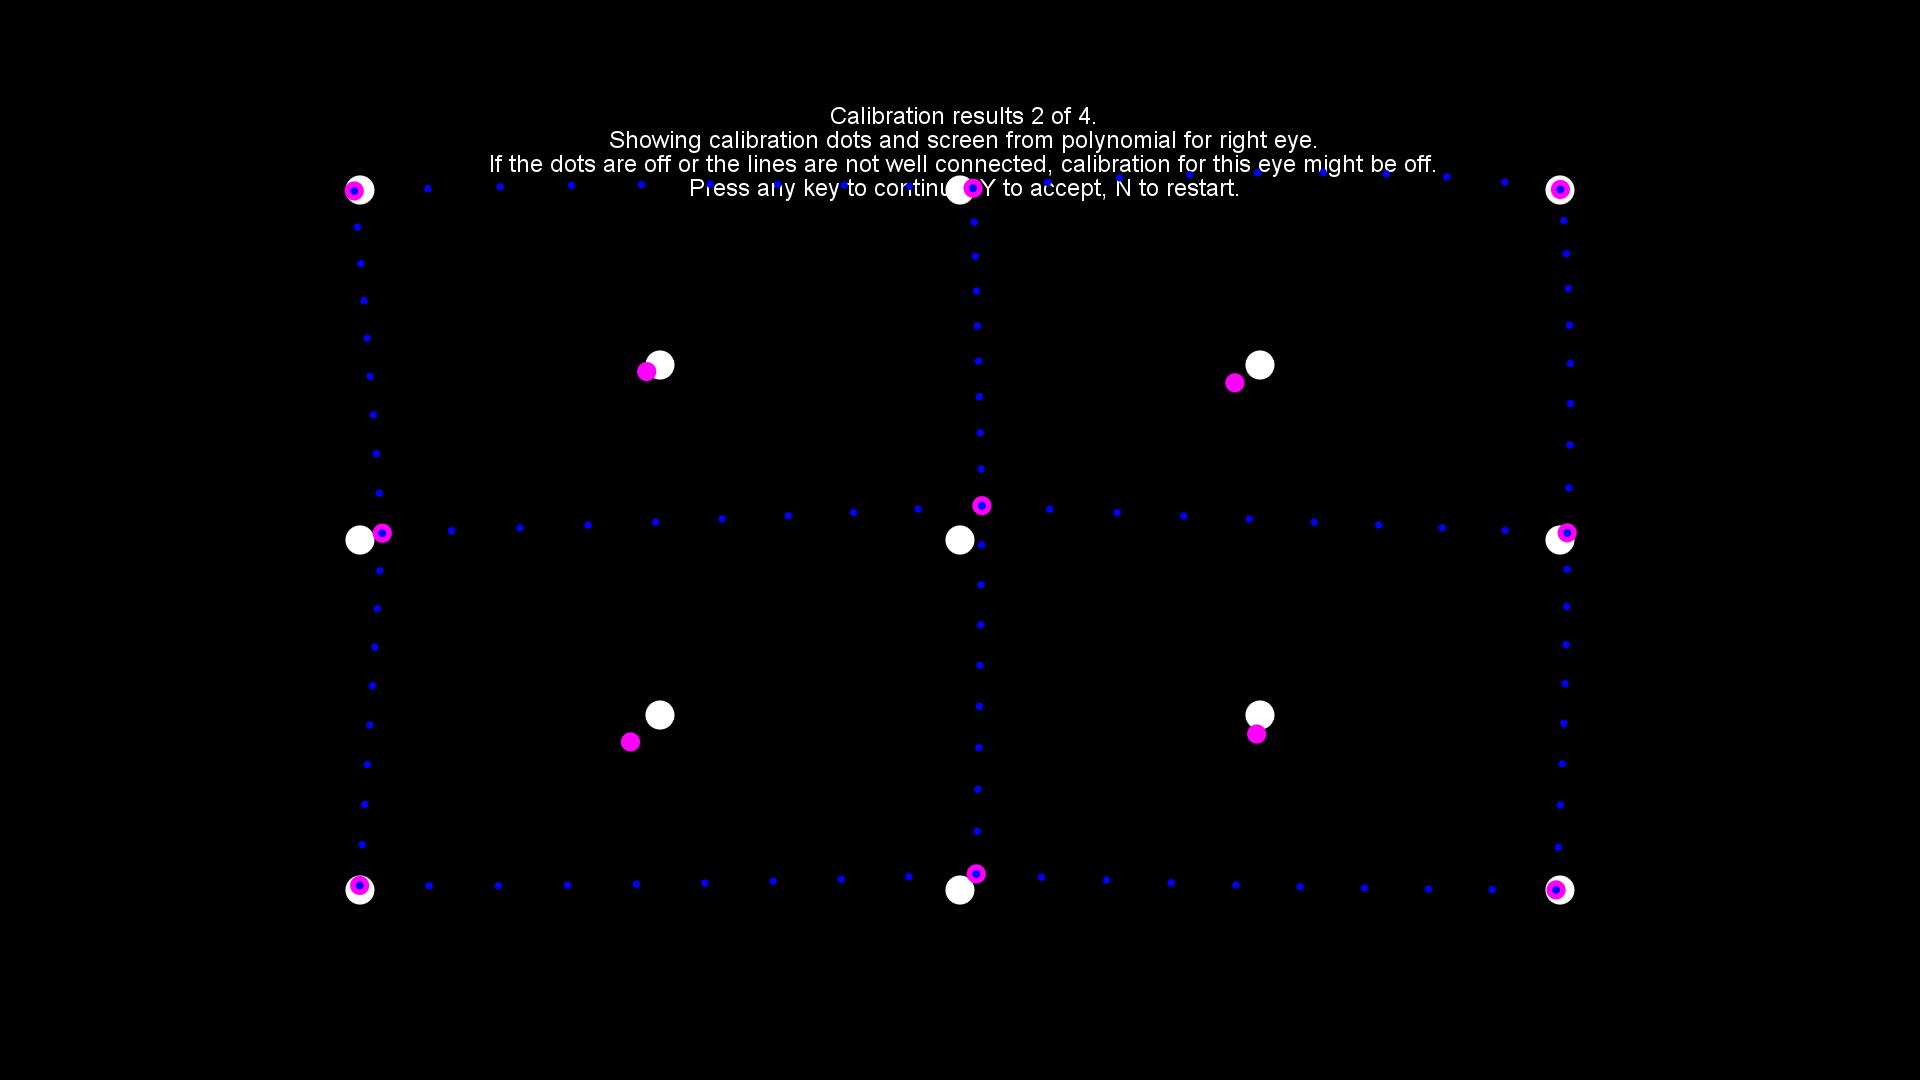 Calibration results 2 of 4.
Showing calibration dots and screen from polynomial for right eye.
If the dots are off or the lines are not well connected, calibration for this eye might be off.
Press any key to continue, Y to accept, N to restart.